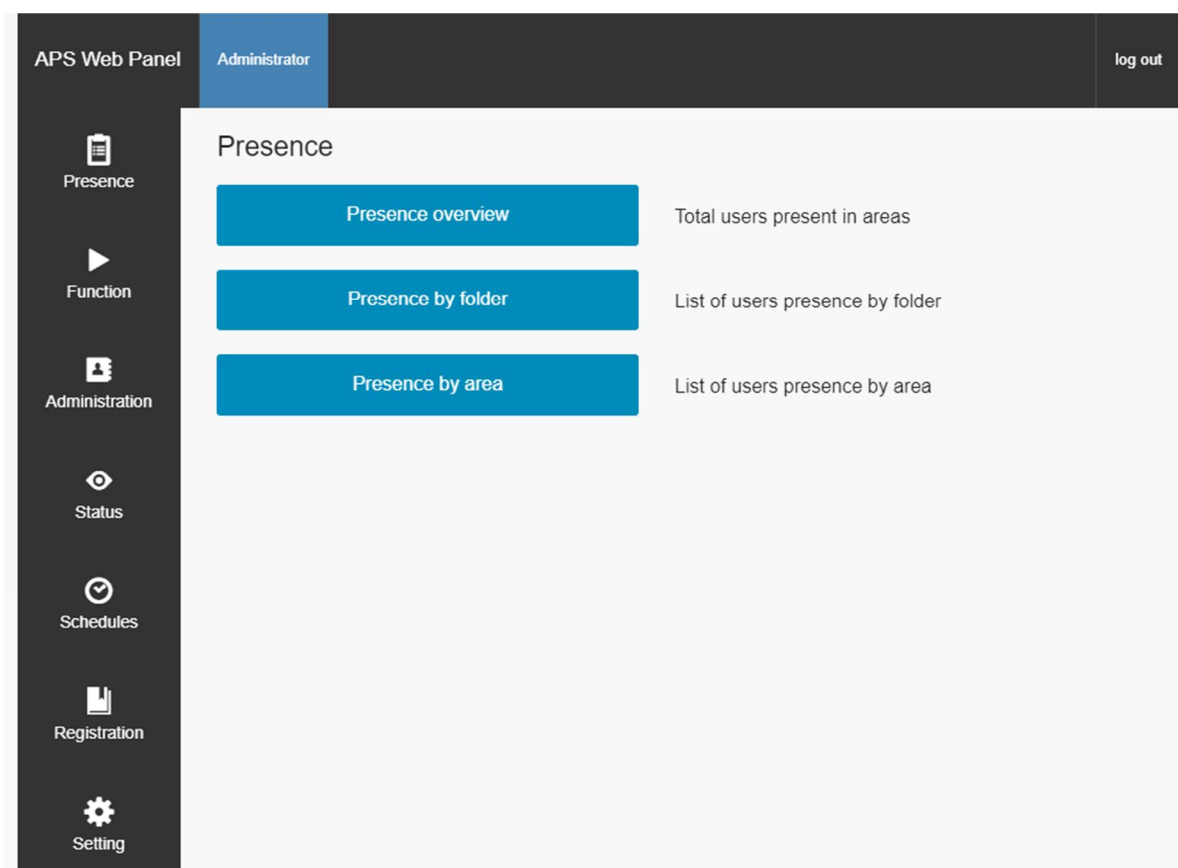 APS Web Panel
Administrator
log out
Presence
Function
Administration
Status
Schedules
Registration
Setting
Presence
Presence overview
Total users present in areas
Presence by folder
List of users presence by folder
Presence by area
List of users presence by area